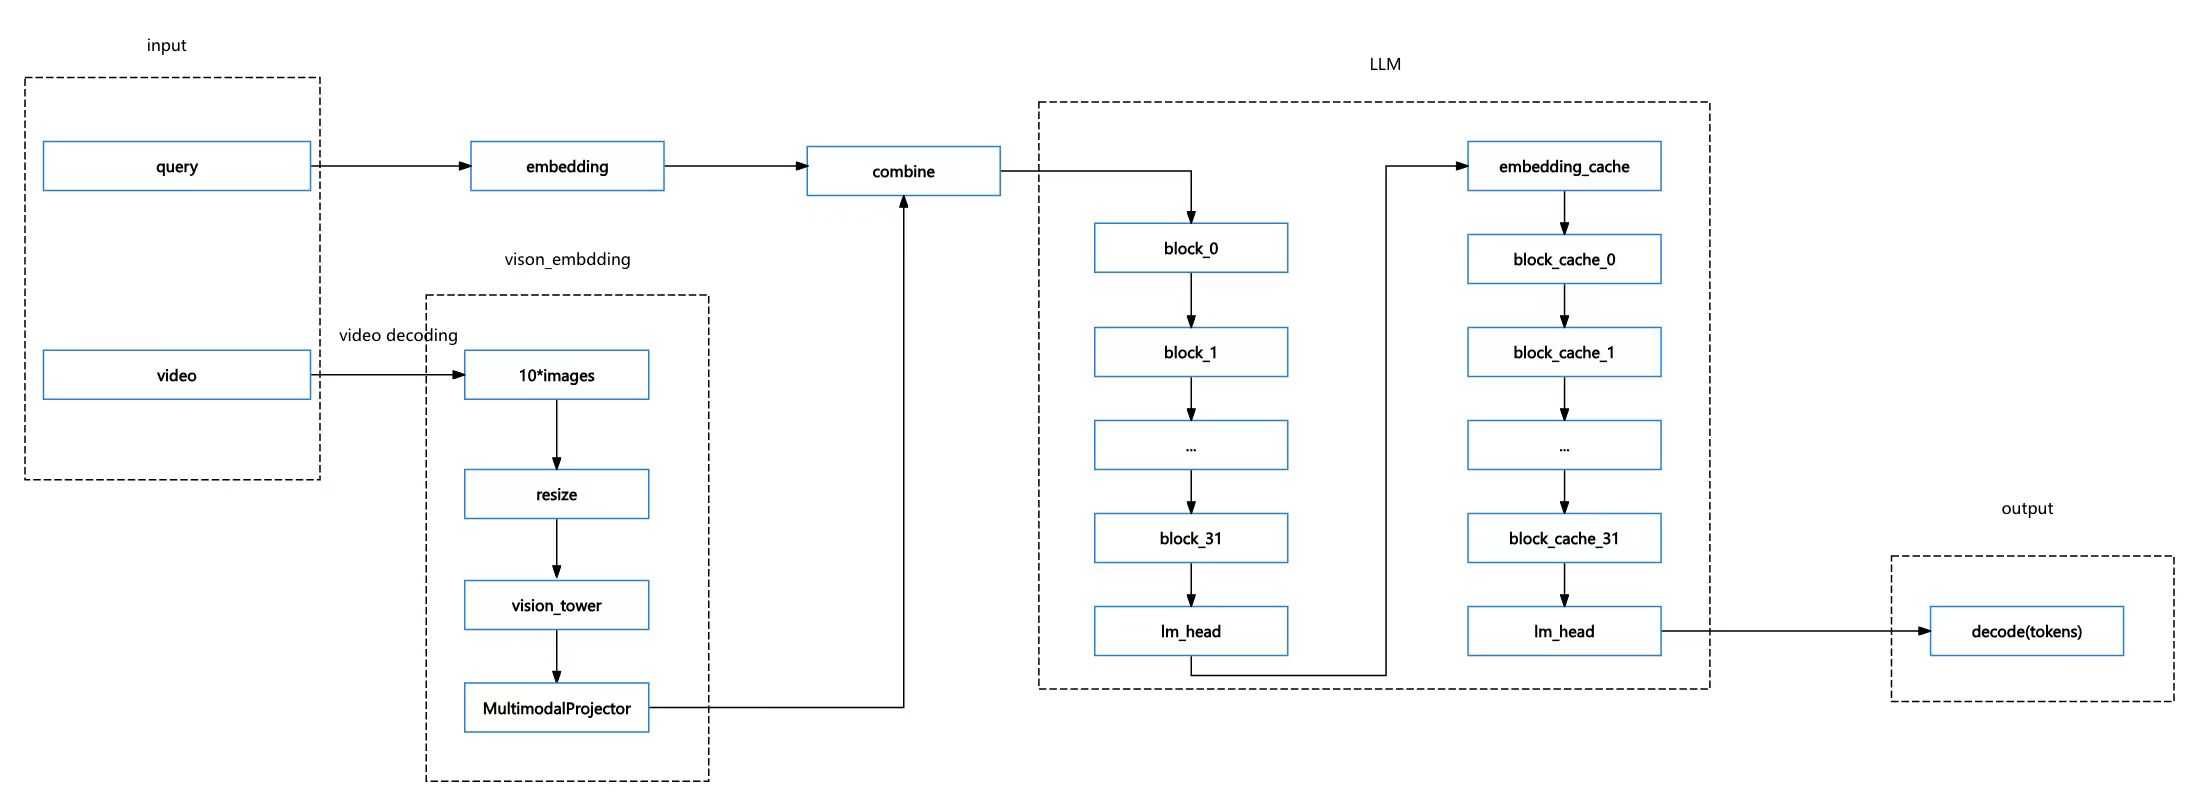 input
query
video
video decoding
embedding
vison_embdding
10*images
resize
vision_tower
MultimodalProjector
combine
LLM
block_0
block_1
...
block_31
lm_head
embedding_cache
block_cache_0
block_cache_1
...
block_cache_31
lm_head
output
decode(tokens)